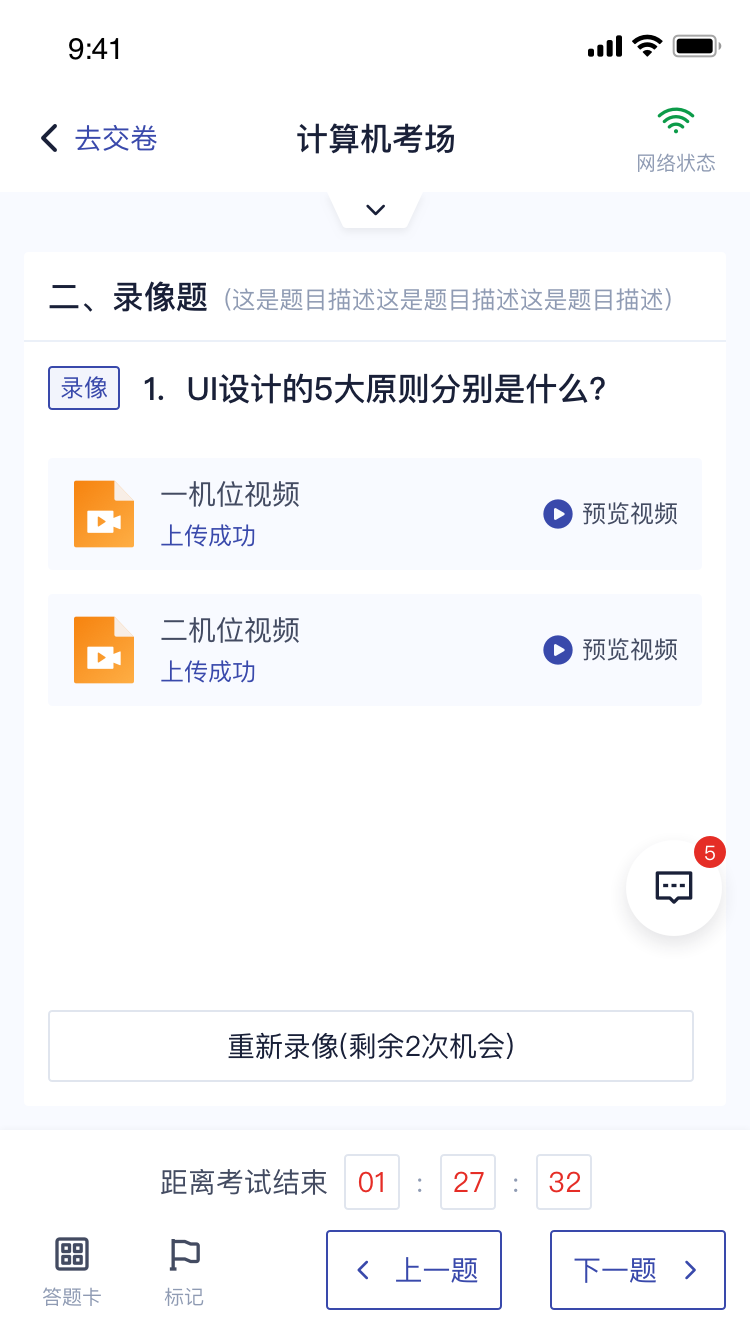 9:41
去交卷
计算机考场
网络状态
二、录像题 (这是题目描述这是题目描述这是题目描述)
录像 1. UI设计的5大原则分别是什么?
一机位视频
上传成功
预览视频
二机位视频
上传成功
预览视频
5
重新录像(剩余2次机会)
距离考试结束 01 : 27 : 32
答题卡
标记
上一题
下一题